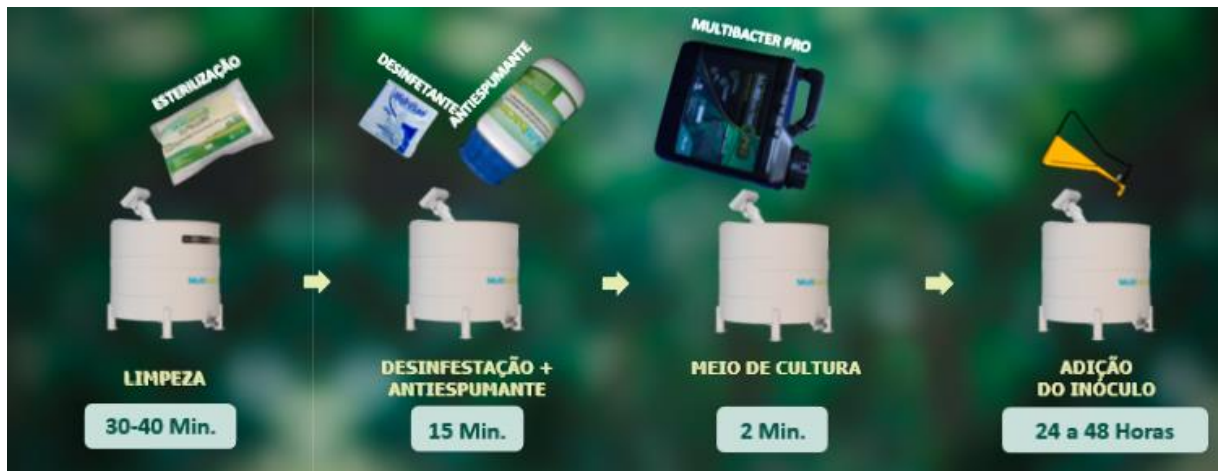 ESTERILIZAÇÃO
DESINFETANTE
ANTIESPUMANTE
MULTIBACTER PRO
LIMPEZA
30-40 Min.
DESINFESTAÇÃO +
ANTIESPUMANTE
15 Min.
MEIO DE CULTURA
2 Min.
ADIÇÃO
DO INÓCULO
24 a 48 Horas